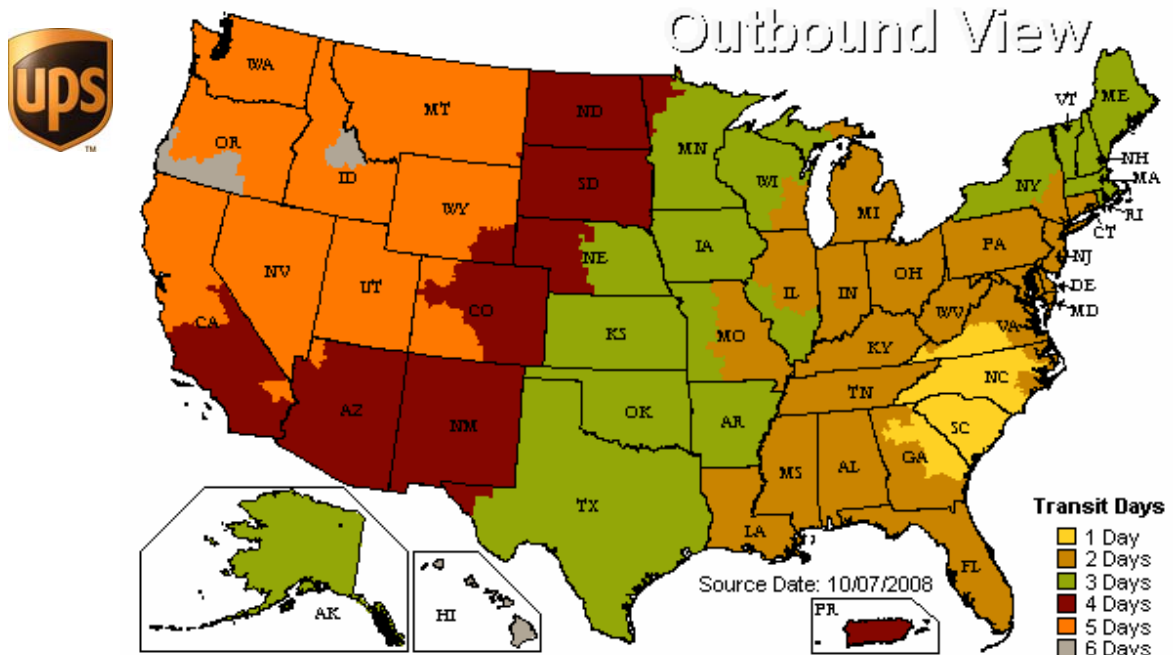 Outbound View
ups
TM
WA
MT
ND
MN
OR
ID
SD
WI
WY
MI
NY
VT
ME
NH
MA
RI
CT
NJ
DE
MD
PA
NV
UT
CO
NE
IA
IL
IN
OH
WV
VA
CA
KS
MO
KY
NC
AZ
NM
OK
AR
TN
SC
TX
MS
AL
GA
LA
FL
AK
HI
PR
Source Date: 10/07/2008
Transit Days
1 Day
2 Days
3 Days
4 Days
5 Days
6 Days